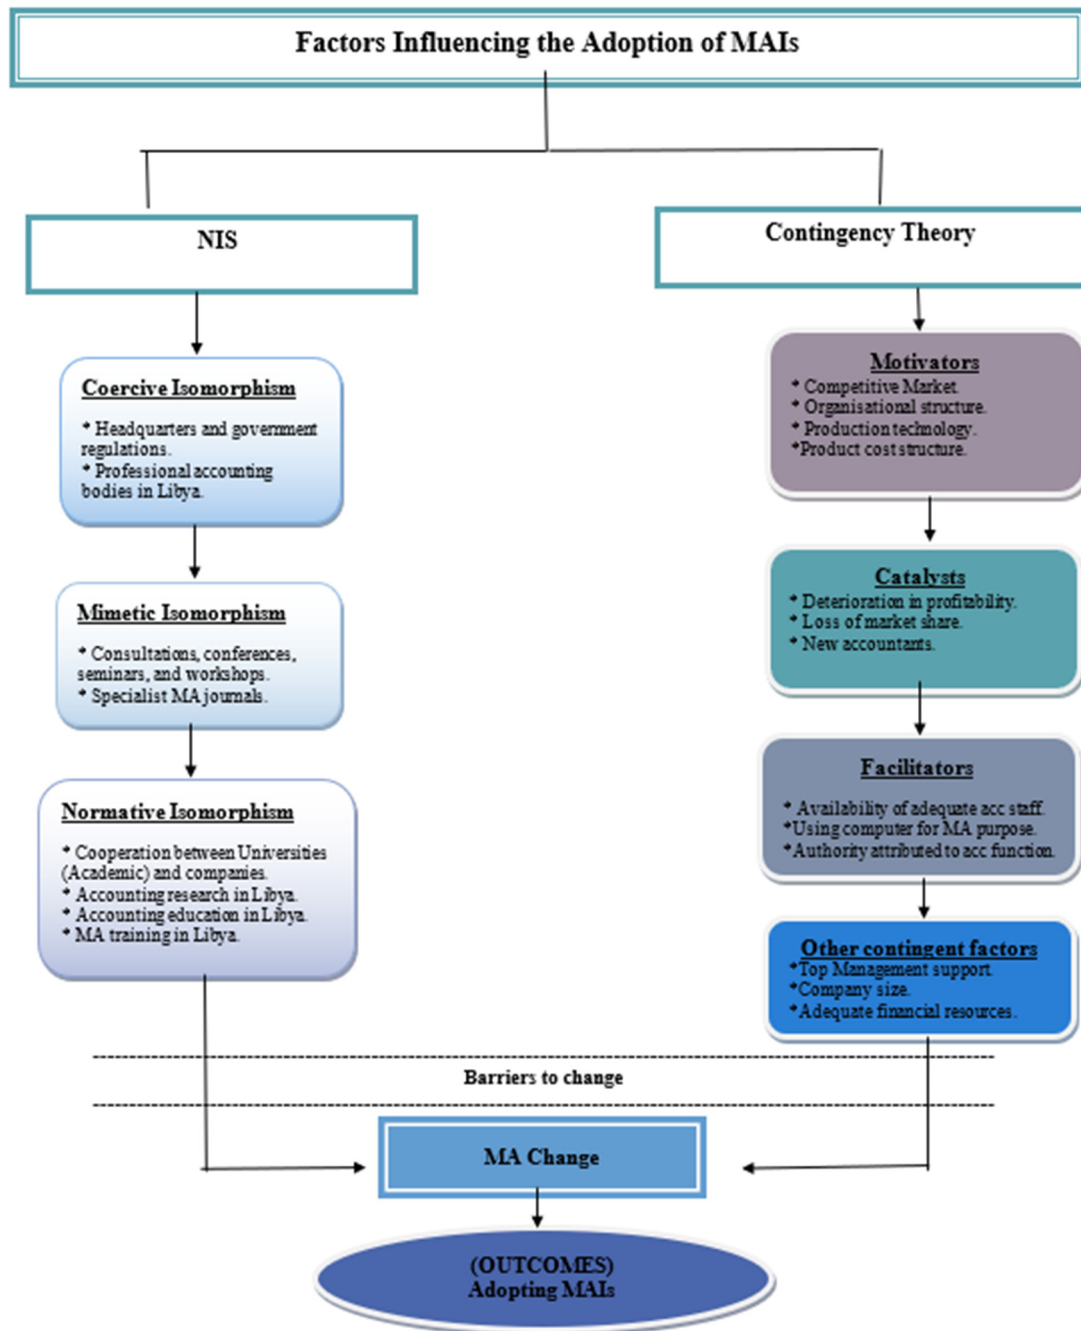 Factors Influencing the Adoption of MAIs
NIS
Contingency Theory
Coercive Isomorphism
* Headquarters and government
regulations.
* Professional accounting
bodies in Libya.
Mimetic Isomorphism
* Consultations, conferences,
seminars, and workshops.
* Specialist MA journals.
Normative Isomorphism
* Cooperation between Universities
(Academic) and companies.
* Accounting research in Libya.
* Accounting education in Libya.
* MA training in Libya.
Motivators
* Competitive Market.
* Organisational structure.
* Production technology.
*Product cost structure.
Catalysts
* Deterioration in profitability.
* Loss of market share.
* New accountants.
Facilitators
* Availability of adequate acc staff.
*Using computer for MA purpose.
*Authority attributed to acc function.
Other contingent factors
*Top Management support.
*Company size.
*Adequate financial resources.
Barriers to change
MA Change
(OUTCOMES)
Adopting MAIs